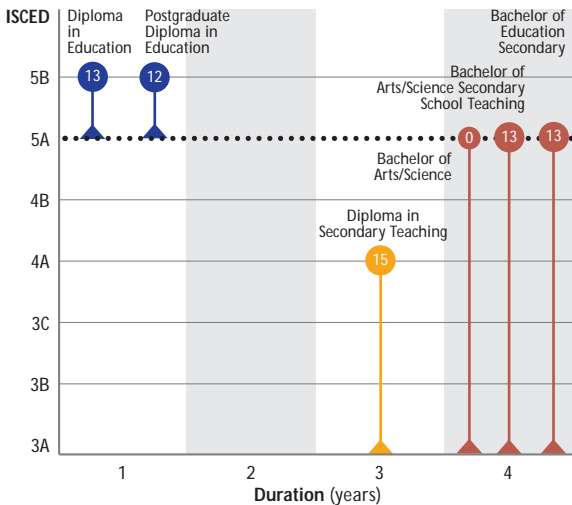 ISCED
Diploma
in
Education
Postgraduate
Diploma in
Education
Bachelor of
Education
Secondary
5B
13
12
Bachelor of
Arts/Science Secondary
School Teaching
5A
0
13
13
Bachelor of
Arts/Science
4B
Diploma in
Secondary Teaching
4A
15
3C
3B
3A
1
2
3
4
Duration (years)